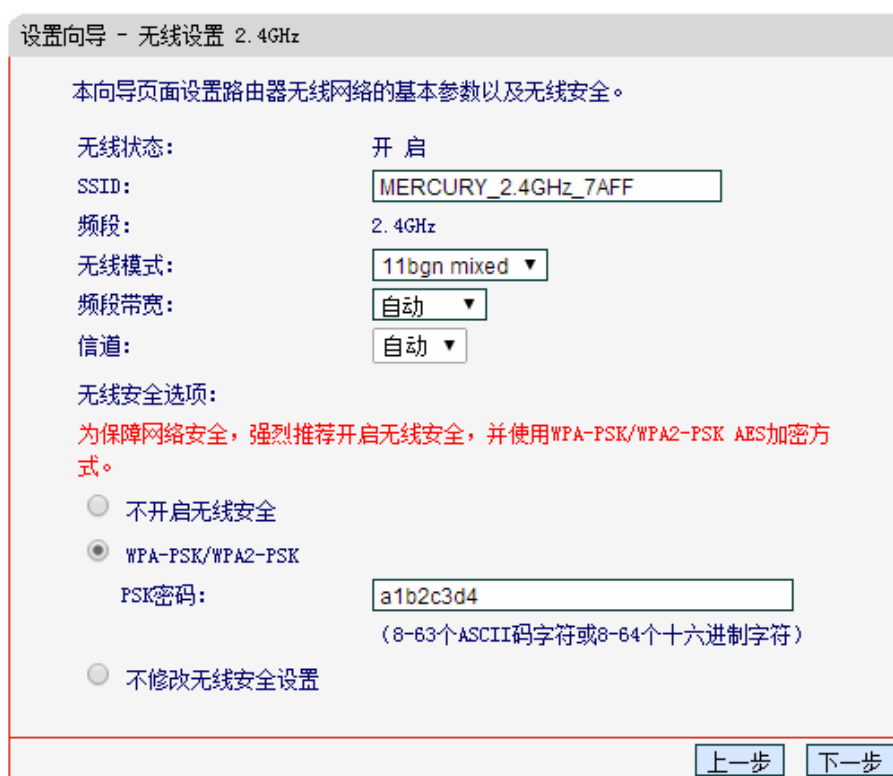 设置向导 - 无线设置 2.4GHz
本向导页面设置路由器无线网络的基本参数以及无线安全。
无线状态: 开 启
SSID: MERCURY_2.4GHz_7AFF
频段: 2.4GHz
无线模式: 11bgn mixed
频段带宽: 自动
信道: 自动
无线安全选项:
为保障网络安全，强烈推荐开启无线安全，并使用WPA-PSK/WPA2-PSK AES加密方
式。
不开启无线安全
WPA-PSK/WPA2-PSK
PSK密码: a1b2c3d4
(8-63个ASCII码字符或8-64个十六进制字符)
不修改无线安全设置
上一步 下一步